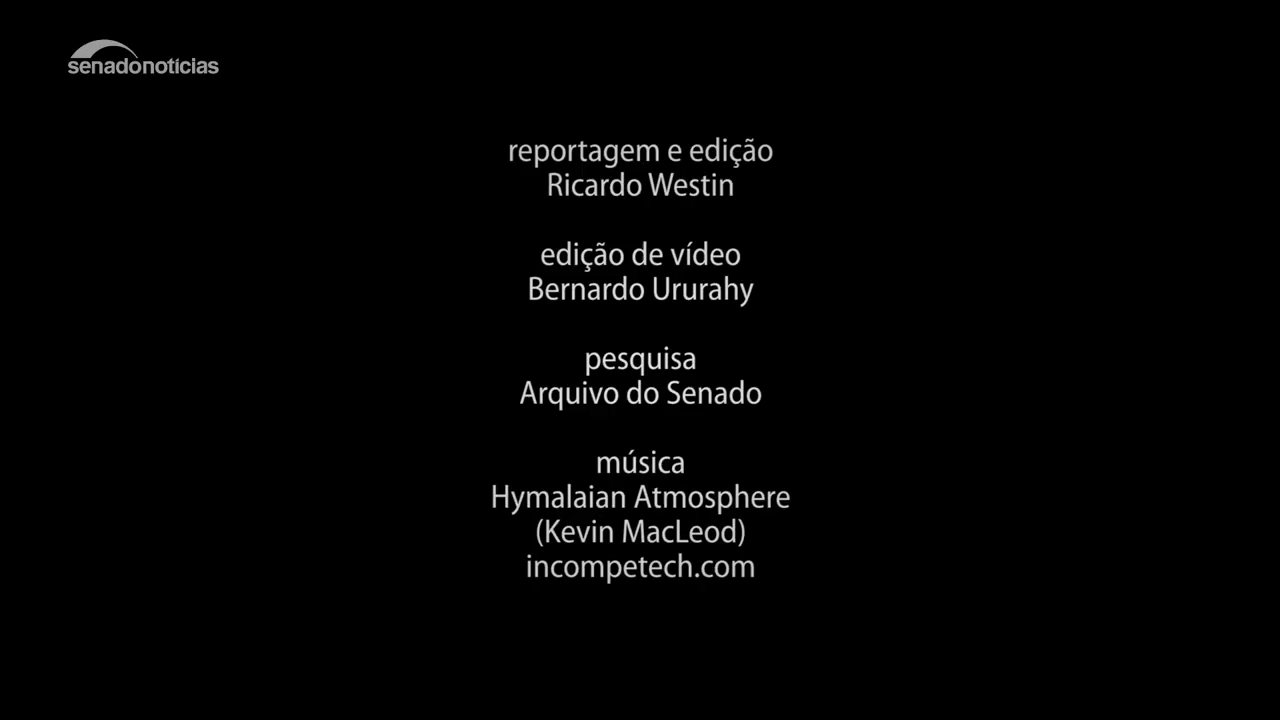 senadonotícias
reportagem e edição
Ricardo Westin
edição de vídeo
Bernardo Ururahy
pesquisa
Arquivo do Senado
música
Hymalaian Atmosphere
(Kevin MacLeod)
incompetech.com